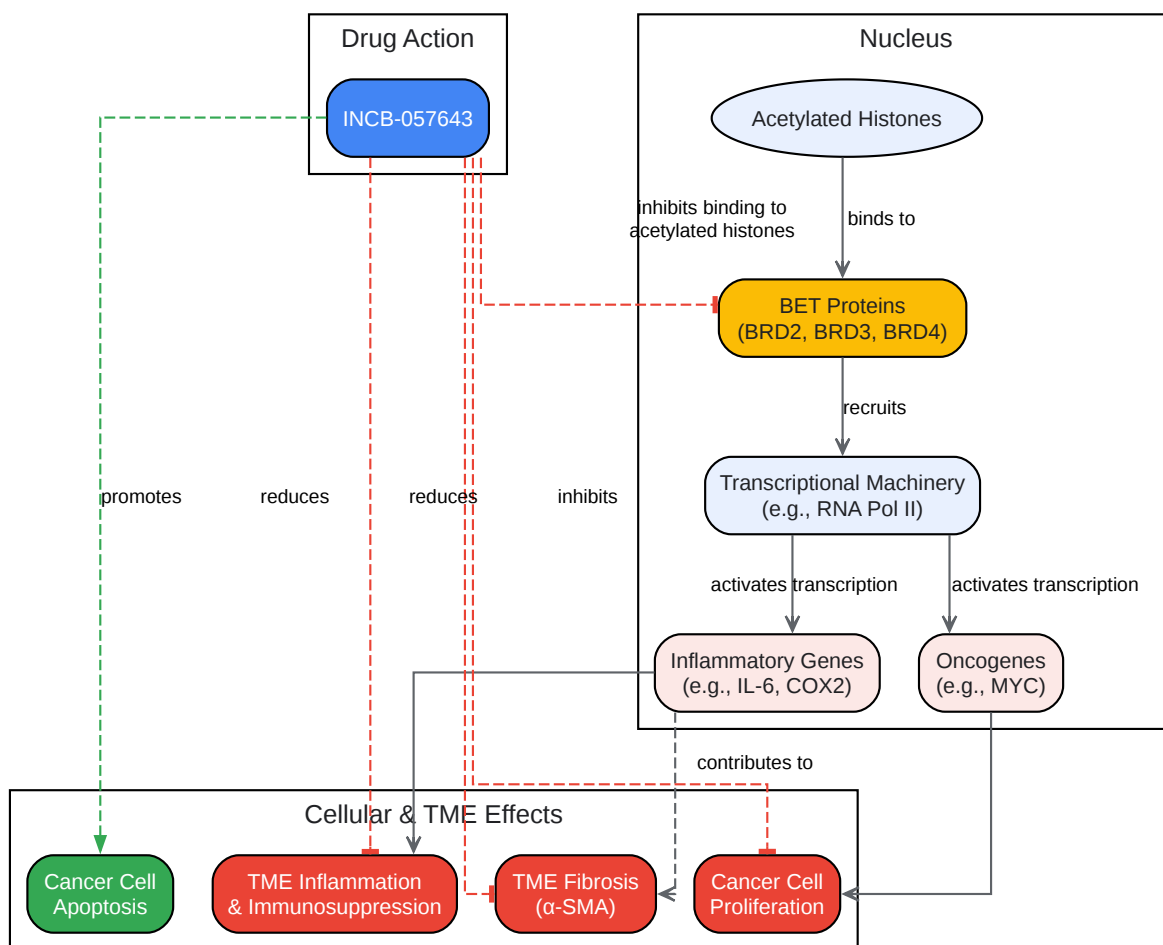 Drug Action
Nucleus
INCB-057643
Acetylated Histones
inhibits binding to
acetylated histones
binds to
BET Proteins
(BRD2, BRD3, BRD4)
recruits
Transcriptional Machinery
(e.g., RNA Pol II)
promotes
reduces
reduces
inhibits
activates transcription
activates transcription
Inflammatory Genes
(e.g., IL-6, COX2)
Oncogenes
(e.g., MYC)
contributes to
Cellular & TME Effects
Cancer Cell
Apoptosis
TME Inflammation
& Immunosuppression
TME Fibrosis
(α-SMA)
Cancer Cell
Proliferation